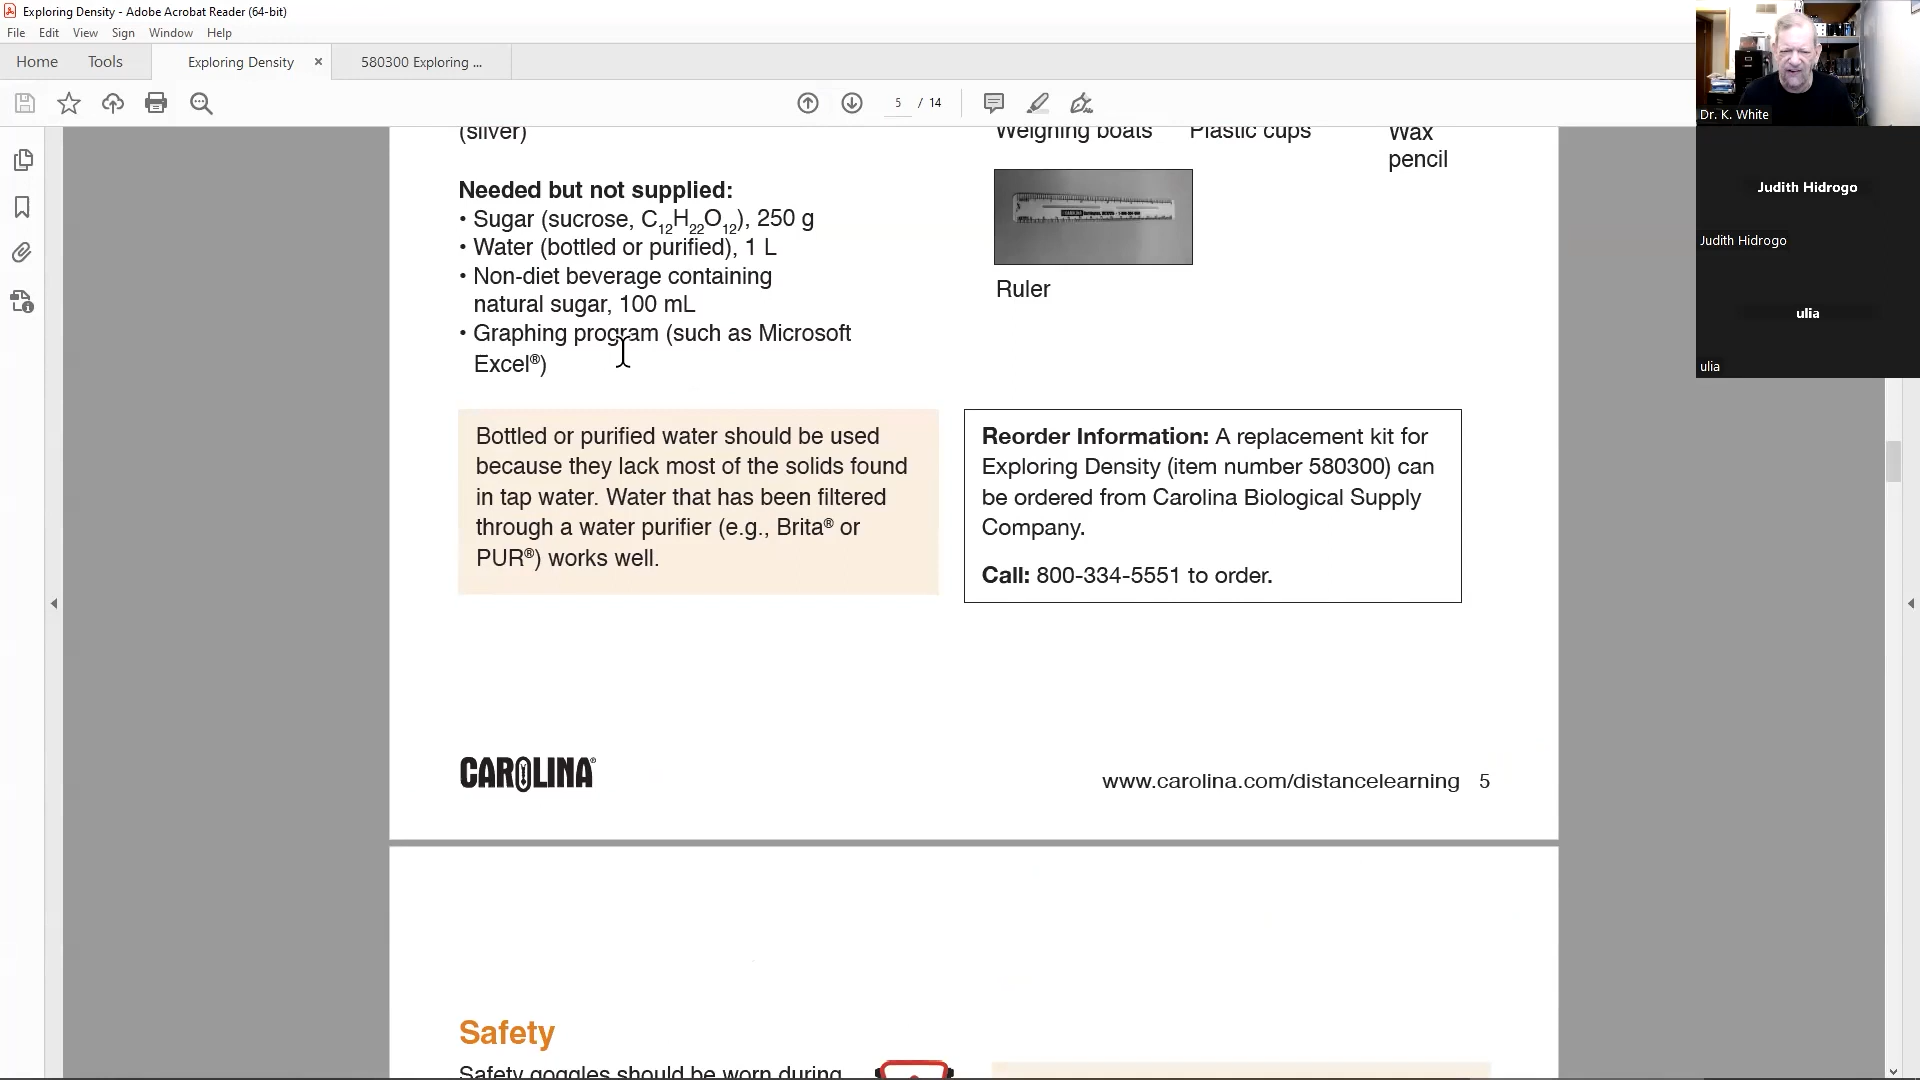 Exploring Density - Adobe Acrobat Reader (64-bit)
File Edit View Sign Window Help
Home Tools Exploring Density × 580300 Exploring ...
5 / 14
(silver)
Needed but not supplied:
• Sugar (sucrose, C12H22O12), 250 g
• Water (bottled or purified), 1 L
• Non-diet beverage containing
natural sugar, 100 mL
• Graphing program (such as Microsoft
Excel®)
Weighing boats Plastic cups Wax
pencil
Ruler
Bottled or purified water should be used
because they lack most of the solids found
in tap water. Water that has been filtered
through a water purifier (e.g., Brita® or
PUR®) works well.
Reorder Information: A replacement kit for
Exploring Density (item number 580300) can
be ordered from Carolina Biological Supply
Company.
Call: 800-334-5551 to order.
CAROLINA®
www.carolina.com/distancelearning 5
Safety
Safety goggles should be worn during
Dr. K. White
Judith Hidrogo
Judith Hidrogo
ulia
ulia